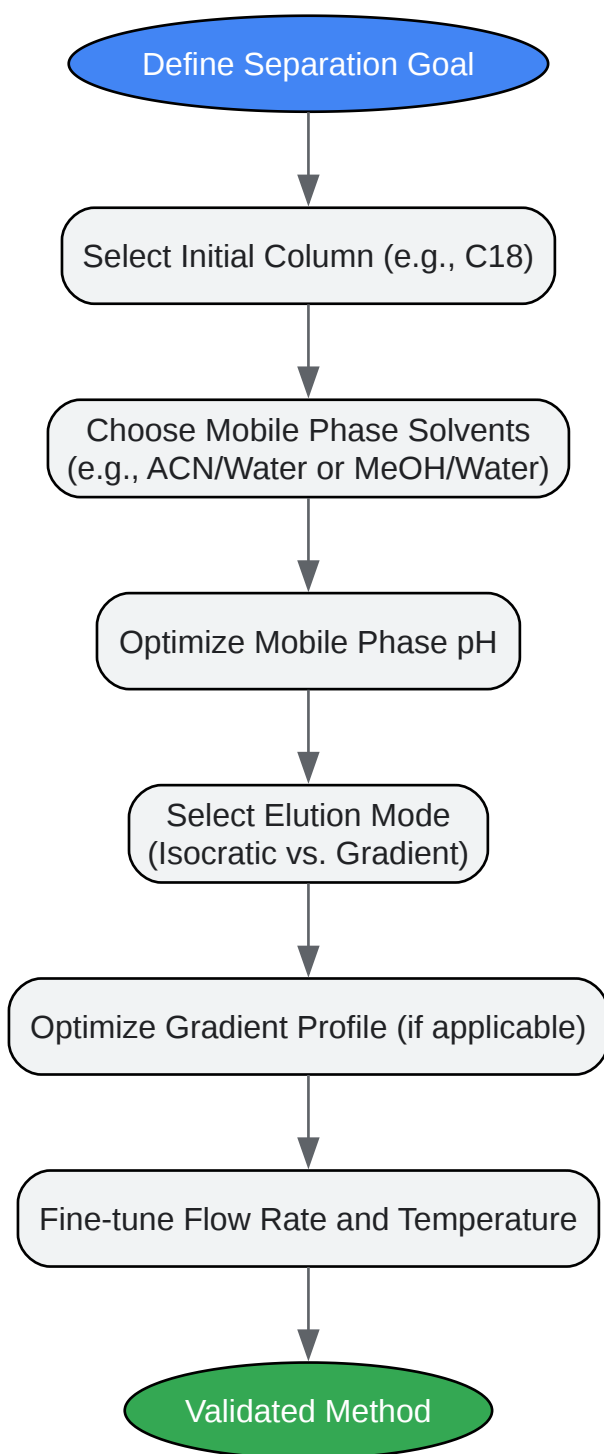 Define Separation Goal
Select Initial Column (e.g., C18)
Choose Mobile Phase Solvents
(e.g., ACN/Water or MeOH/Water)
Optimize Mobile Phase pH
Select Elution Mode
(Isocratic vs. Gradient)
Optimize Gradient Profile (if applicable)
Fine-tune Flow Rate and Temperature
Validated Method